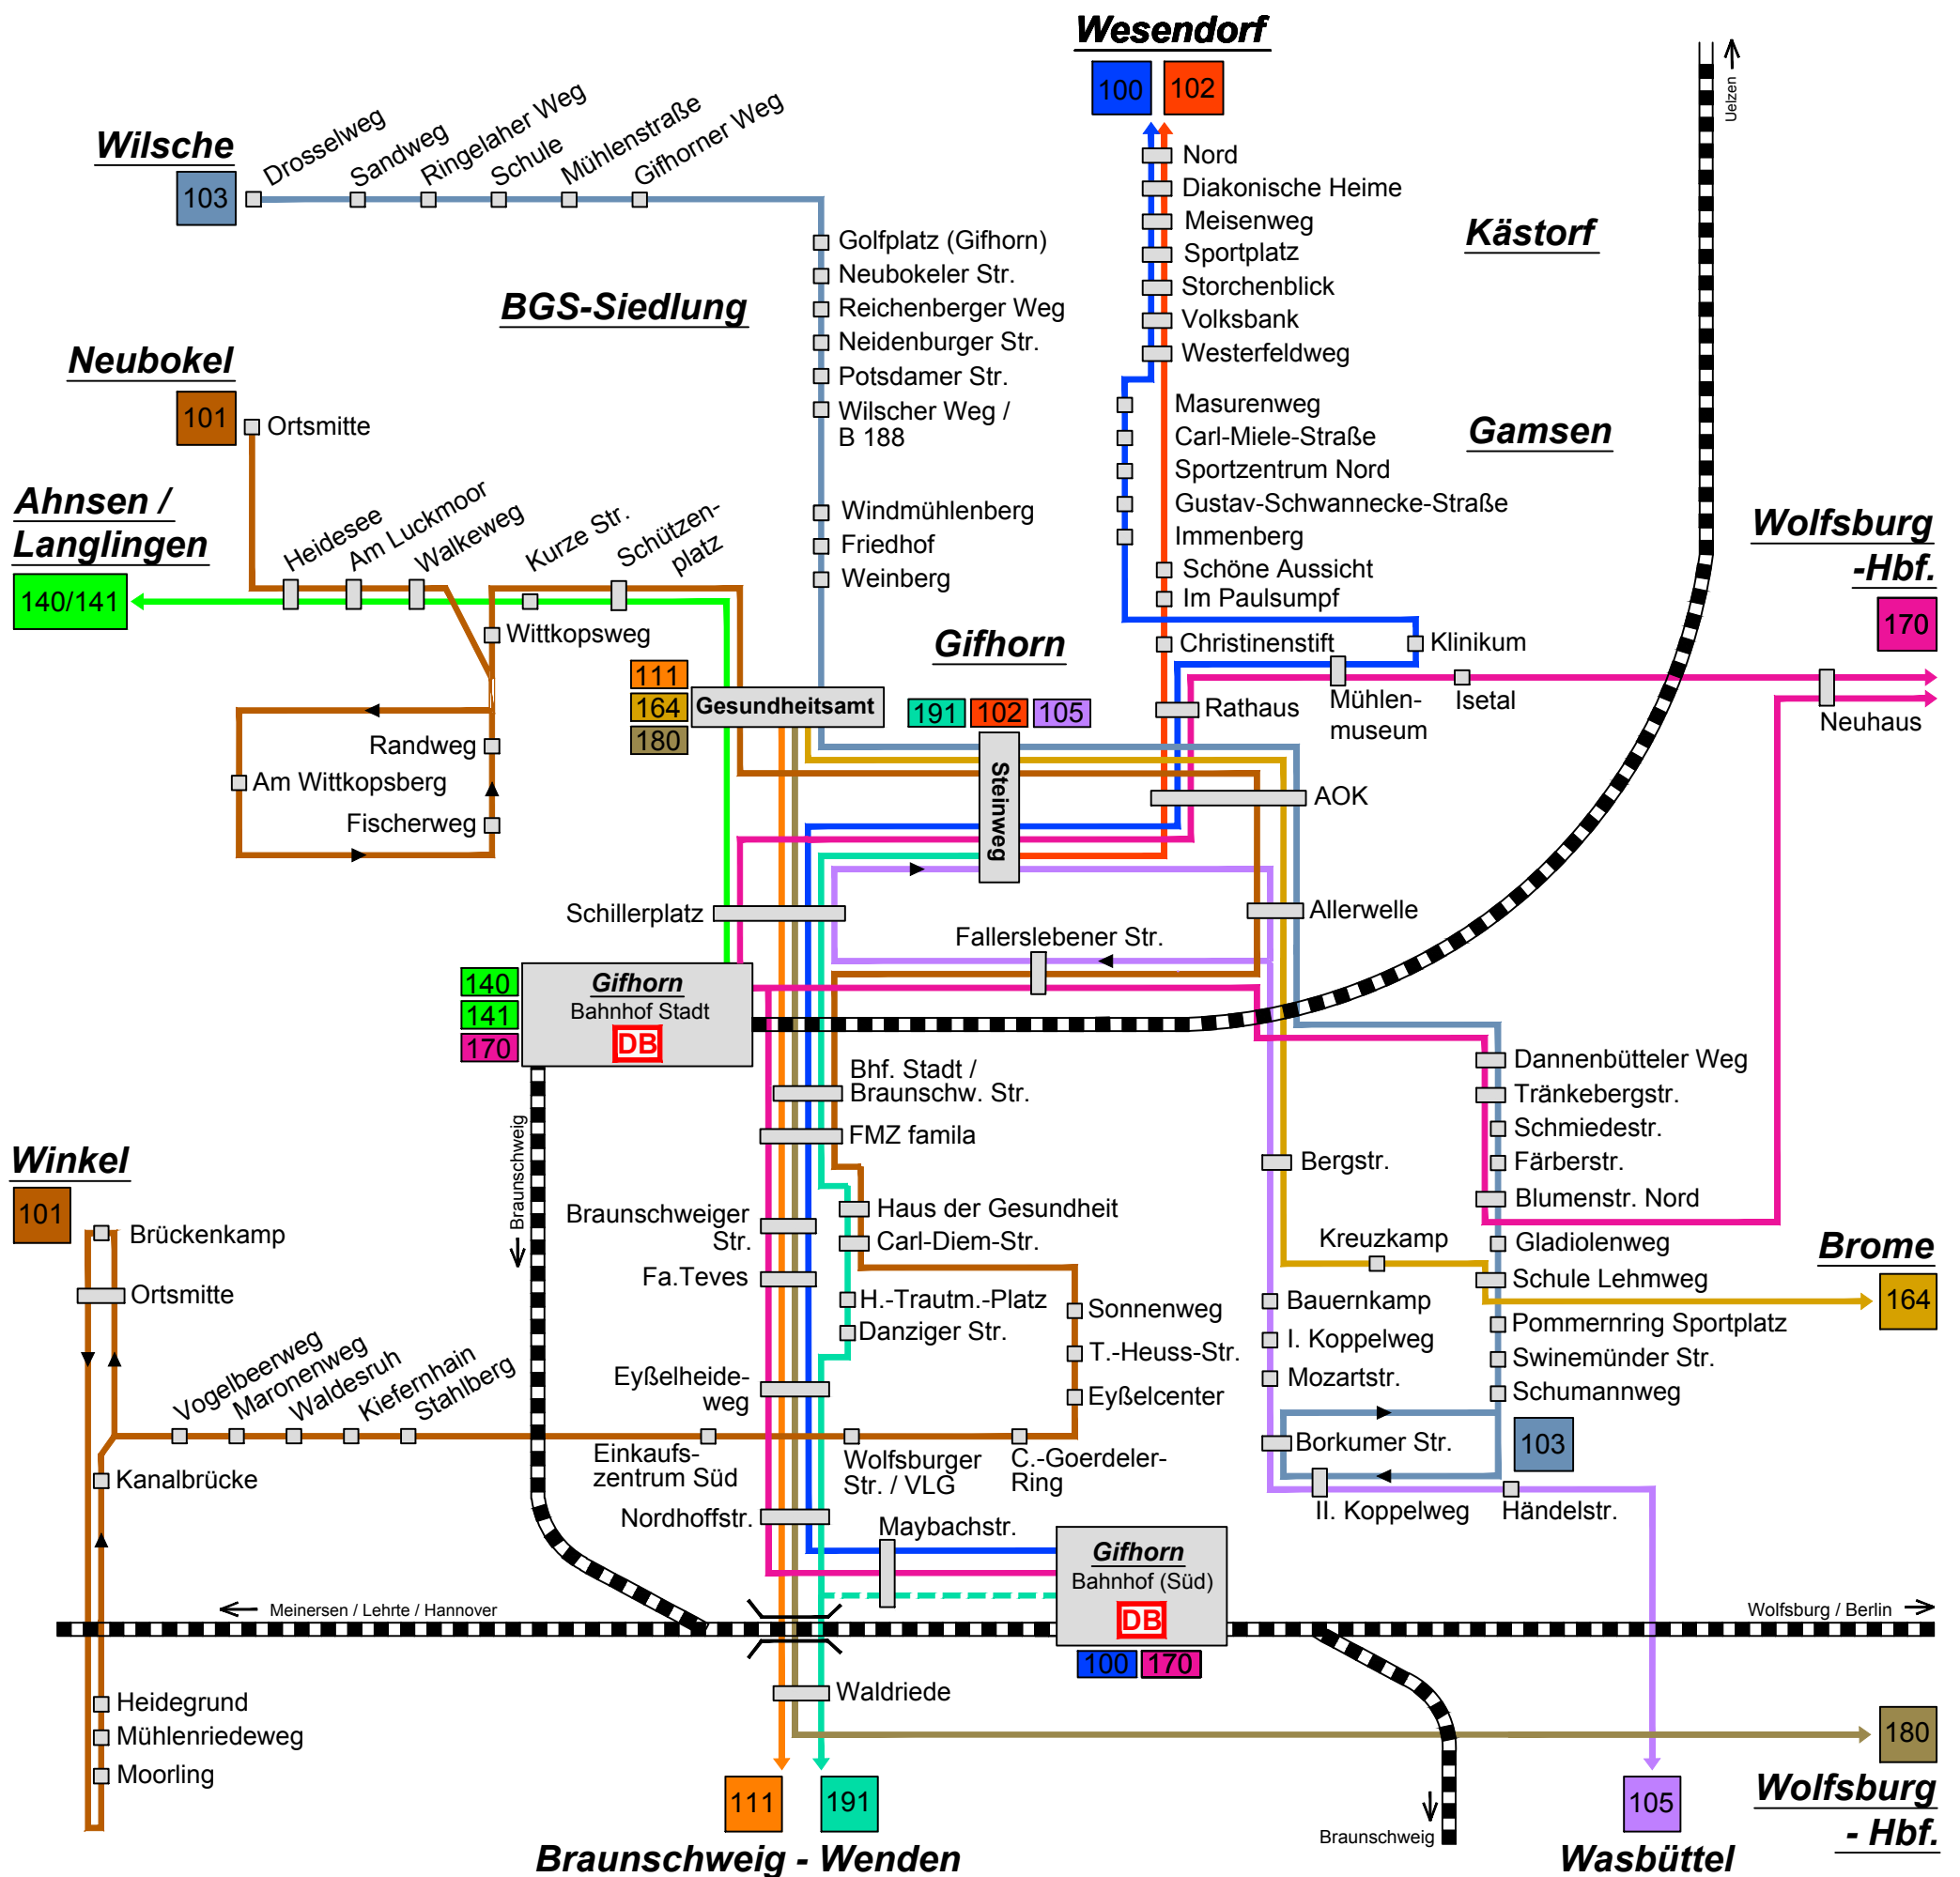 Wesendorf
100
102
Uelzen
Wilsche
103
Drosselweg
Sandweg
Ringelaher Weg
Schule
Mühlenstraße
Gifhorner Weg
Nord
Diakonische Heime
Meisenweg
Sportplatz
Storchenblick
Volksbank
Westerfeldweg
Kästorf
Golfplatz (Gifhorn)
Neubokeler Str.
Reichenberger Weg
Neidenburger Str.
Potsdamer Str.
Wilscher Weg /
B 188
BGS-Siedlung
Neubokel
101
Ortsmitte
Masurenweg
Carl-Miele-Straße
Sportzentrum Nord
Gustav-Schwannecke-Straße
Immenberg
Gamsen
Ahnsen /
Langlingen
140/141
Heidesee
Am Luckmoor
Walkeweg
Kurze Str.
Schützen-
platz
Windmühlenberg
Friedhof
Weinberg
Schöne Aussicht
Im Paulsumpf
Christinenstift
Klinikum
Wolfsburg
-Hbf.
170
Wittkopsweg
Gifhorn
111
164
180
Gesundheitsamt
191
102
105
Rathaus
Mühlen-
museum
Isetal
Neuhaus
Randweg
Am Wittkopsberg
Fischerweg
Steinweg
AOK
Schillerplatz
Allerwelle
Fallerslebener Str.
140
141
170
Gifhorn
Bahnhof Stadt
DB
Bhf. Stadt /
Braunschw. Str.
FMZ famila
Dannenbütteler Weg
Tränkebergstr.
Schmiedestr.
Färberstr.
Blumenstr. Nord
Bergstr.
Braunschweig
Winkel
101
Brückenkamp
Ortsmitte
Braunschweiger
Str.
Fa.Teves
Haus der Gesundheit
Carl-Diem-Str.
Kreuzkamp
Gladiolenweg
Schule Lehmweg
Brome
164
H.-Trautm.-Platz
Danziger Str.
Sonnenweg
T.-Heuss-Str.
Eyßelcenter
Bauernkamp
I. Koppelweg
Mozartstr.
Pommernring Sportplatz
Swinemünder Str.
Schumannweg
Vogelbeerweg
Maronenweg
Waldesruh
Kiefernhain
Stahlberg
Eyßelheide-
weg
Kanalbrücke
Einkaufs-
zentrum Süd
Wolfsburger
Str. / VLG
C.-Goerdeler-
Ring
Borkumer Str.
103
II. Koppelweg
Händelstr.
Nordhoffstr.
Maybachstr.
Gifhorn
Bahnhof (Süd)
DB
100
170
Meinersen / Lehrte / Hannover
Wolfsburg / Berlin
Heidegrund
Mühlenriedeweg
Moorling
Waldriede
111
191
Braunschweig - Wenden
Braunschweig
105
Wasbüttel
180
Wolfsburg
- Hbf.